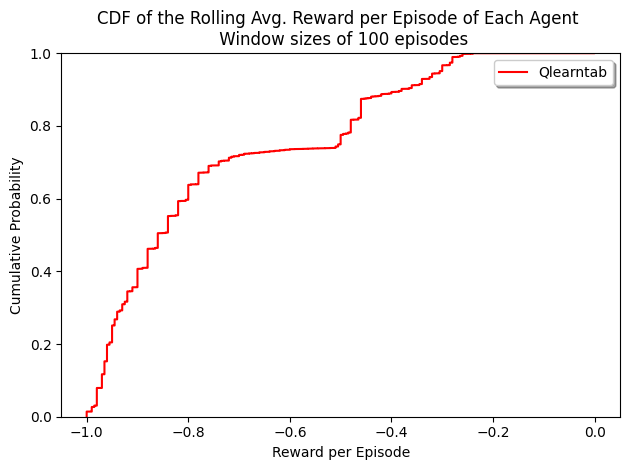 CDF of the Rolling Avg. Reward per Episode of Each Agent
Window sizes of 100 episodes
Qlearntab
Cumulative Probability
1.0
0.8
0.6
0.4
0.2
0.0
−1.0 −0.8 −0.6 −0.4 −0.2 0.0
Reward per Episode